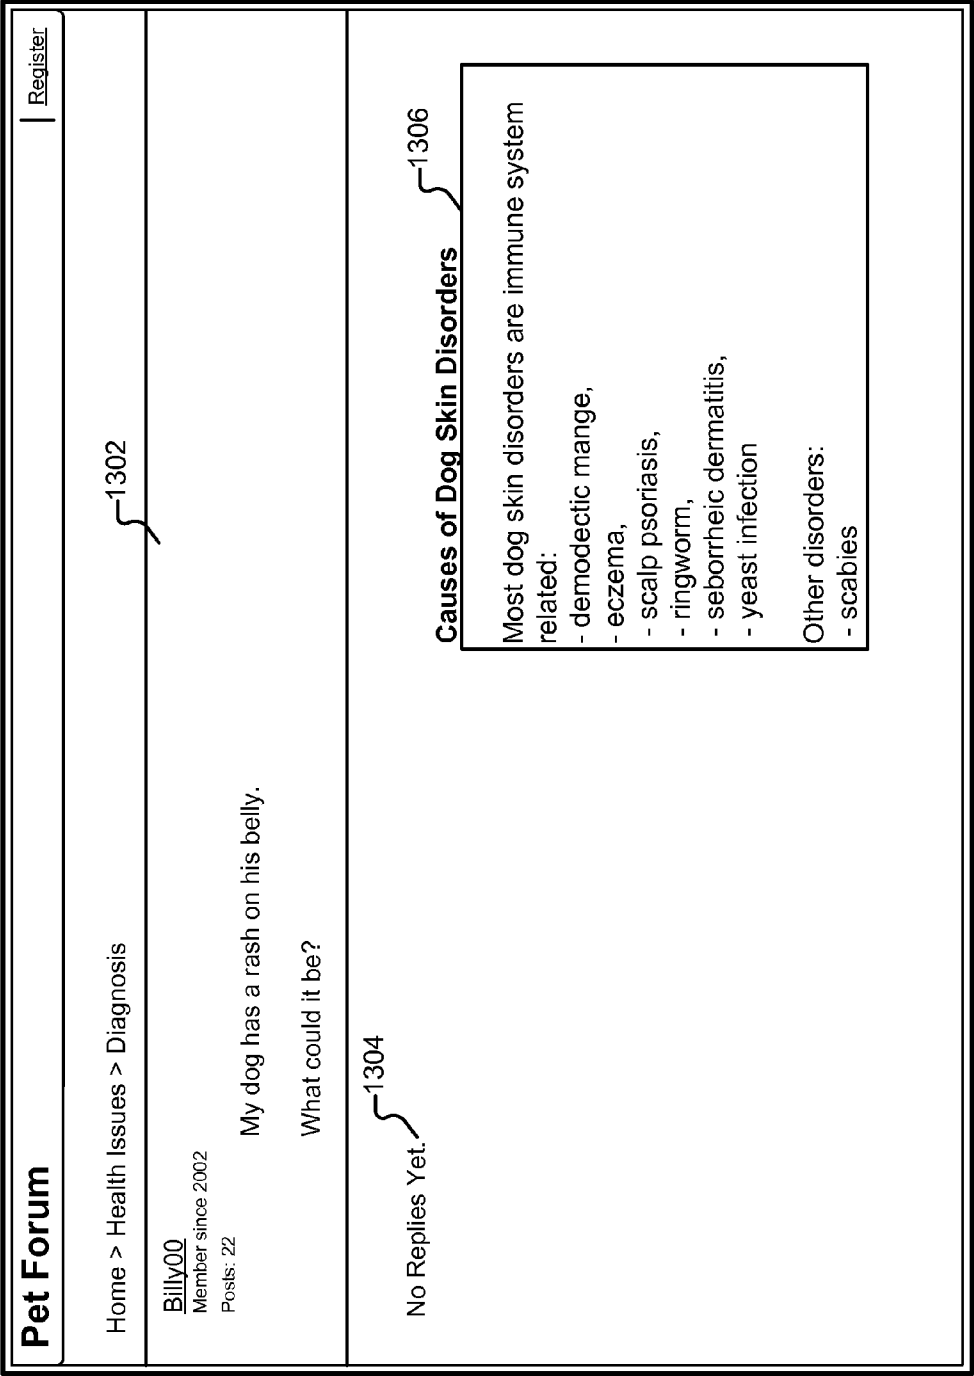 Pet Forum
Register
Home > Health Issues > Diagnosis
1302
Billy00
Member since 2002
Posts: 22
My dog has a rash on his belly.
What could it be?
1304
No Replies Yet.
1306
Causes of Dog Skin Disorders
Most dog skin disorders are immune system
related:
- demodectic mange,
- eczema,
- scalp psoriasis,
- ringworm,
- seborrheic dermatitis,
- yeast infection
Other disorders:
- scabies